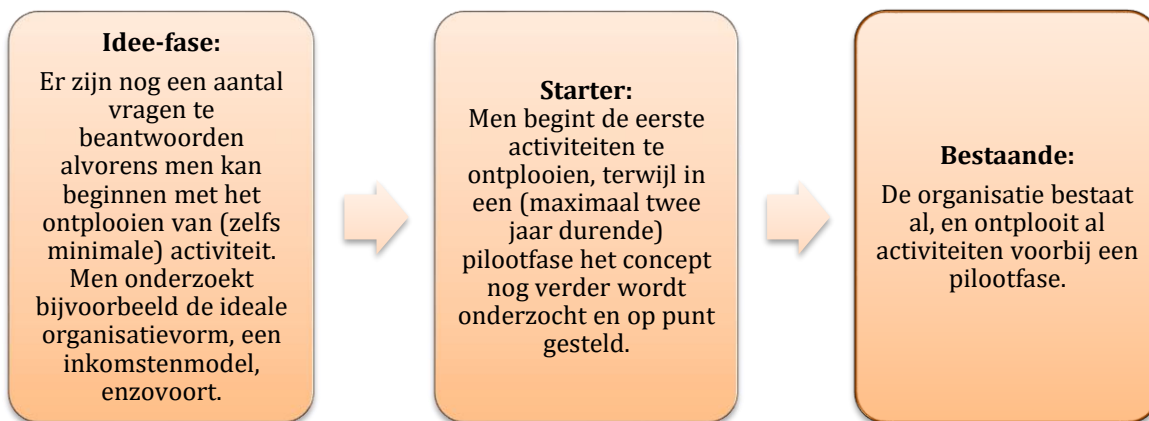 Idee-fase:
Er zijn nog een aantal
vragen te
beantwoorden
alvorens men kan
beginnen met het
ontplooien van (zelfs
minimale) activiteit.
Men onderzoekt
bijvoorbeeld de ideale
organisatievorm, een
inkomstenmodel,
enzovoort.
Starter:
Men begint de eerste
activiteiten te
ontplooien, terwijl in
een (maximaal twee
jaar durende)
pilootfase het concept
nog verder wordt
onderzocht en op punt
gesteld.
Bestaande:
De organisatie bestaat
al, en ontplooit al
activiteiten voorbij een
pilootfase.